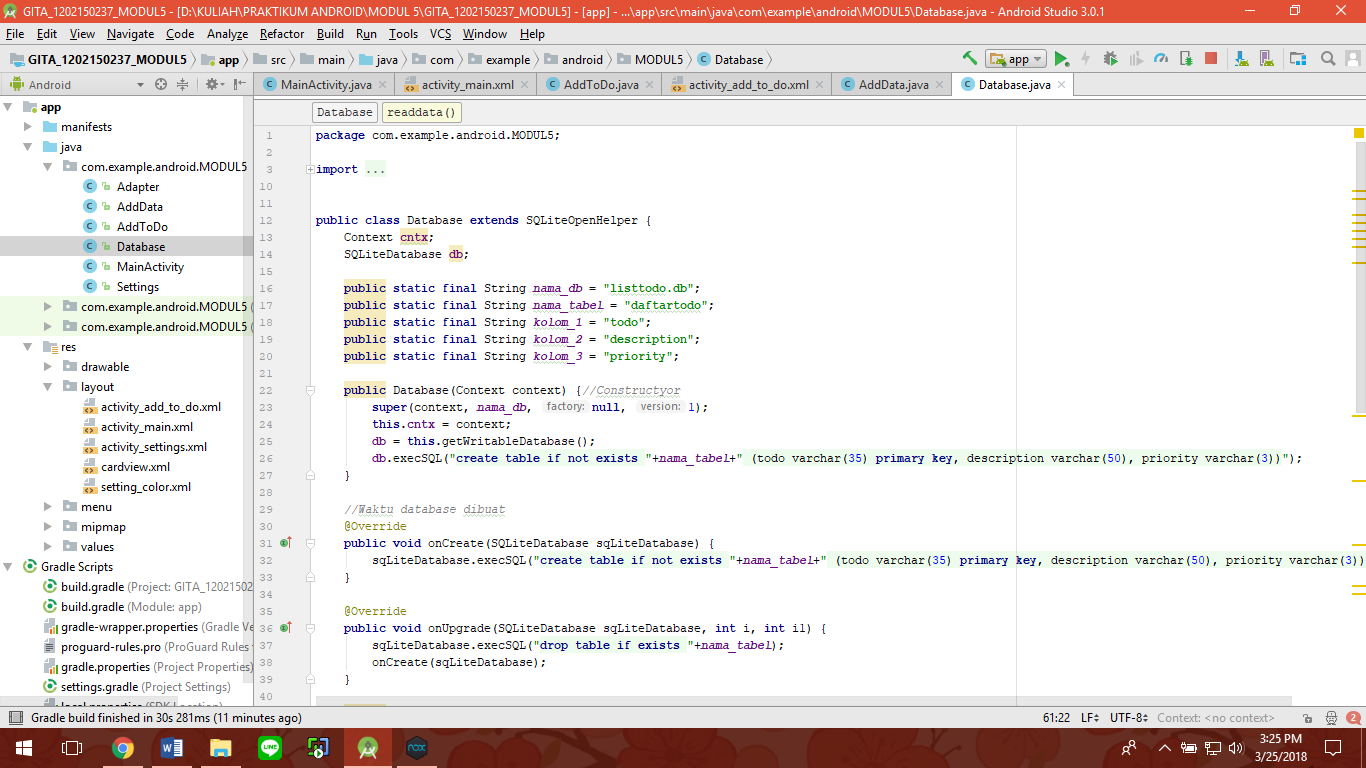 GITA_1202150237_MODUL5 - [D:\KULIAH\PRAKTIKUM ANDROID\MODUL 5\GITA_1202150237_MODUL5] - [app] - ...\app\src\main\java\com\example\android\MODUL5\Database.java - Android Studio 3.0.1
File Edit View Navigate Code Analyze Refactor Build Run Tools VCS Window Help
GITA_1202150237_MODUL5 app src main java com example android MODUL5 Database app
Android
MainActivity.java activity_main.xml AddToDo.java activity_add_to_do.xml AddData.java Database.java
Database readdata()
app
manifests
java
com.example.android.MODUL5
Adapter
AddData
AddToDo
Database
MainActivity
Settings
com.example.android.MODUL5 (
com.example.android.MODUL5 (
res
drawable
layout
activity_add_to_do.xml
activity_main.xml
activity_settings.xml
cardview.xml
setting_color.xml
menu
mipmap
values
Gradle Scripts
build.gradle (Project: GITA_1202150
build.gradle (Module: app)
gradle-wrapper.properties (Gradle Ve
proguard-rules.pro (ProGuard Rules
gradle.properties (Project Properties)
settings.gradle (Project Settings)
local.properties (SDK Location)
1 package com.example.android.MODUL5;
2
3 import ...
10
11
12 public class Database extends SQLiteOpenHelper {
13 Context cntx;
14 SQLiteDatabase db;
15
16 public static final String nama_db = "listtodo.db";
17 public static final String nama_tabel = "daftartodo";
18 public static final String kolom_1 = "todo";
19 public static final String kolom_2 = "description";
20 public static final String kolom_3 = "priority";
21
22 public Database(Context context) {//Constructyor
23 super(context, nama_db, factory: null, version: 1);
24 this.cntx = context;
25 db = this.getWritableDatabase();
26 db.execSQL("create table if not exists "+nama_tabel+" (todo varchar(35) primary key, description varchar(50), priority varchar(3))");
27 }
28
29 //Waktu database dibuat
30 @Override
31 public void onCreate(SQLiteDatabase sqLiteDatabase) {
32 sqLiteDatabase.execSQL("create table if not exists "+nama_tabel+" (todo varchar(35) primary key, description varchar(50), priority varchar(3))
33 }
34
35 @Override
36 public void onUpgrade(SQLiteDatabase sqLiteDatabase, int i, int i1) {
37 sqLiteDatabase.execSQL("drop table if exists "+nama_tabel);
38 onCreate(sqLiteDatabase);
39 }
40
Gradle build finished in 30s 281ms (11 minutes ago) 61:22 LF UTF-8 Context: <no context> 2
nox
3:25 PM
3/25/2018